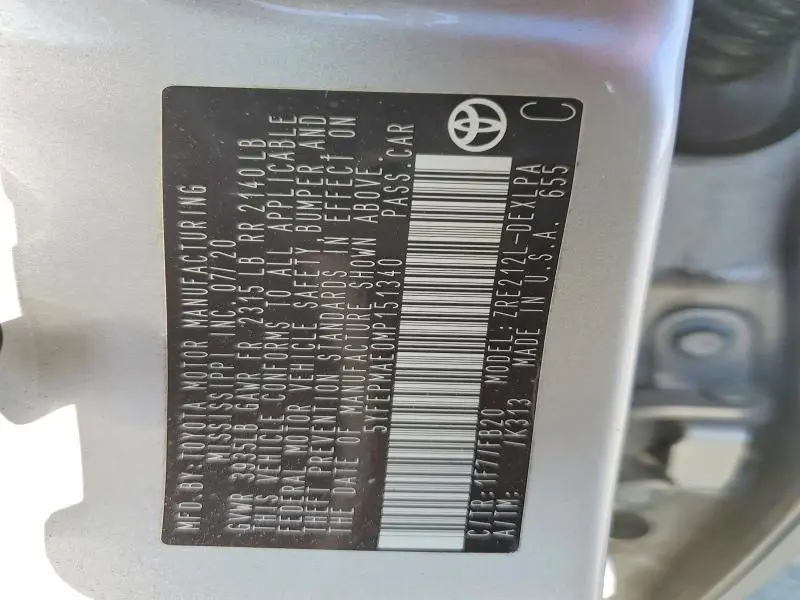 MFD.BY:TOYOTA MOTOR MANUFACTURING
MISSISSIPPI INC. 07/20
GVWR 3935LB GAWR FR 2315 LB RR 2140LB
THIS VEHICLE CONFORMS TO ALL APPLICABLE
FEDERAL MOTOR VEHICLE SAFETY, BUMPER, AND
THEFT PREVENTION STANDARDS IN EFFECT ON
THE DATE OF MANUFACTURE SHOWN ABOVE.
5YFEPMAE0MP151340 PASS.CAR
C/TR:1F7/FB20 MODEL:ZRE212L-DEXLPA
A/TM: /K313 MADE IN U.S.A. 655 C